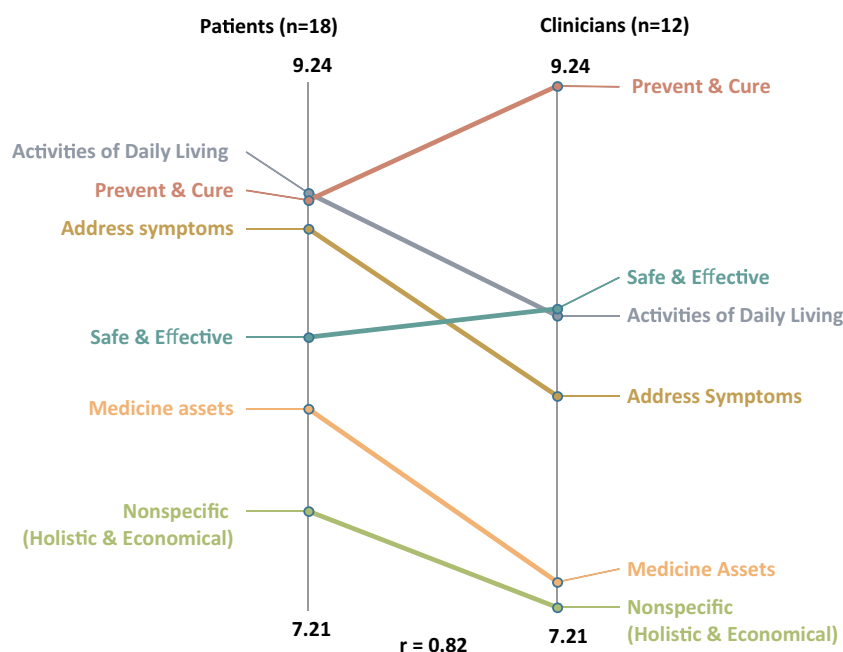 Patients (n=18)
Clinicians (n=12)
9.24
9.24
Prevent & Cure
Activities of Daily Living
Prevent & Cure
Address symptoms
Safe & Effective
Activities of Daily Living
Safe & Effective
Address Symptoms
Medicine assets
Nonspecific
(Holistic & Economical)
Medicine Assets
Nonspecific
(Holistic & Economical)
7.21
7.21
r = 0.82